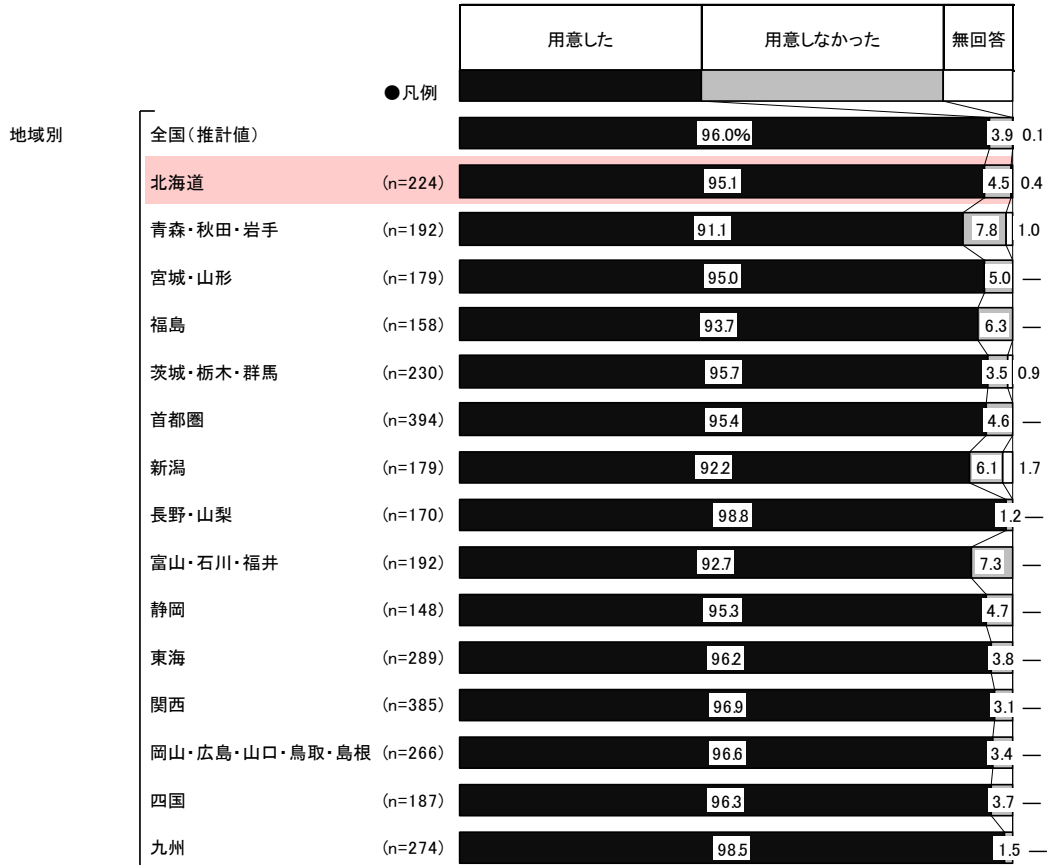 用意した 用意しなかった 無回答
●凡例
地域別 全国(推計値) 96.0% 3.9 0.1
北海道 (n=224) 95.1 4.5 0.4
青森・秋田・岩手 (n=192) 91.1 7.8 1.0
宮城・山形 (n=179) 95.0 5.0 —
福島 (n=158) 93.7 6.3 —
茨城・栃木・群馬 (n=230) 95.7 3.5 0.9
首都圏 (n=394) 95.4 4.6 —
新潟 (n=179) 92.2 6.1 1.7
長野・山梨 (n=170) 98.8 1.2 —
富山・石川・福井 (n=192) 92.7 7.3 —
静岡 (n=148) 95.3 4.7 —
東海 (n=289) 96.2 3.8 —
関西 (n=385) 96.9 3.1 —
岡山・広島・山口・鳥取・島根 (n=266) 96.6 3.4 —
四国 (n=187) 96.3 3.7 —
九州 (n=274) 98.5 1.5 —